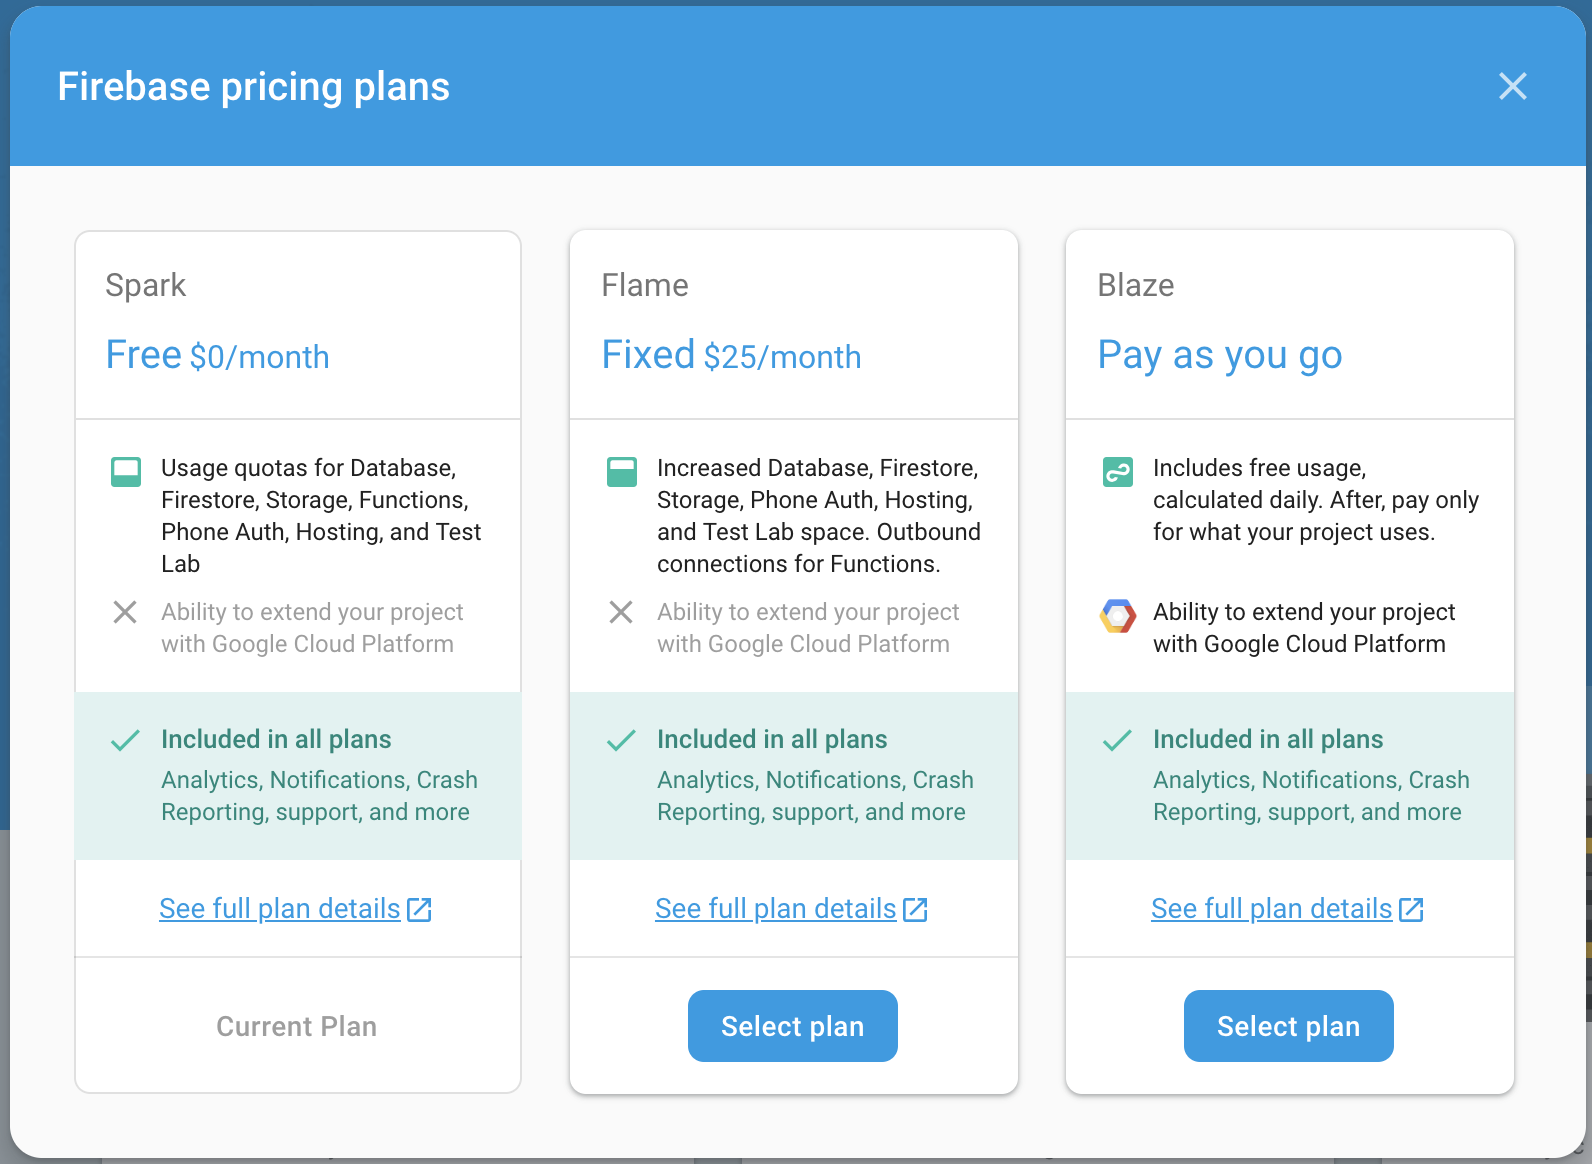 Firebase pricing plans
Spark
Free $0/month
Usage quotas for Database,
Firestore, Storage, Functions,
Phone Auth, Hosting, and Test
Lab
Ability to extend your project
with Google Cloud Platform
Included in all plans
Analytics, Notifications, Crash
Reporting, support, and more
See full plan details
Current Plan
Flame
Fixed $25/month
Increased Database, Firestore,
Storage, Phone Auth, Hosting,
and Test Lab space. Outbound
connections for Functions.
Ability to extend your project
with Google Cloud Platform
Included in all plans
Analytics, Notifications, Crash
Reporting, support, and more
See full plan details
Select plan
Blaze
Pay as you go
Includes free usage,
calculated daily. After, pay only
for what your project uses.
Ability to extend your project
with Google Cloud Platform
Included in all plans
Analytics, Notifications, Crash
Reporting, support, and more
See full plan details
Select plan